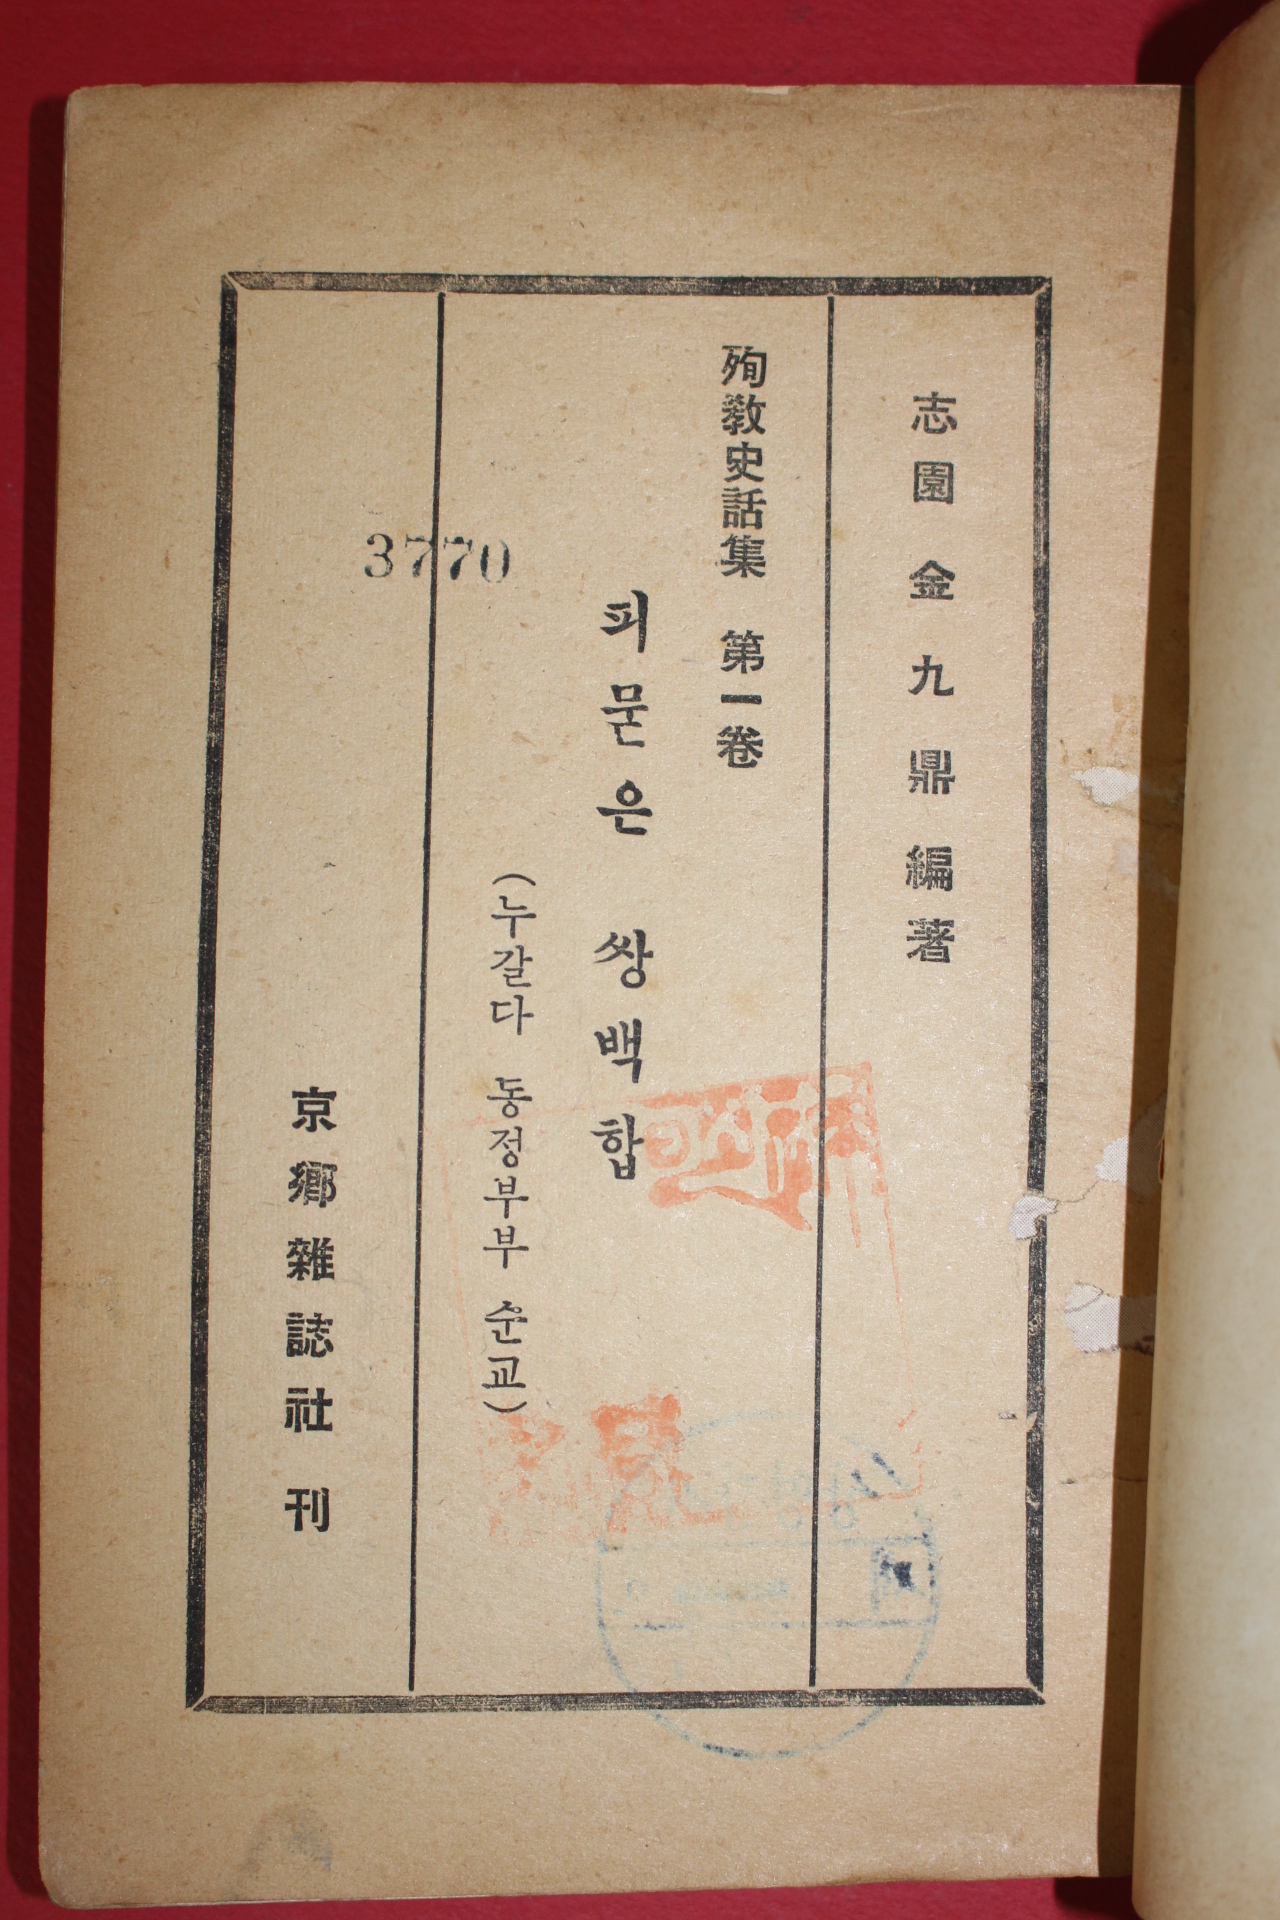 志園 金九鼎 編著
殉敎史話集 第一卷
피묻은 쌍백합
(누갈다 동정부부 순교)
京鄕雜誌社 刊
3770